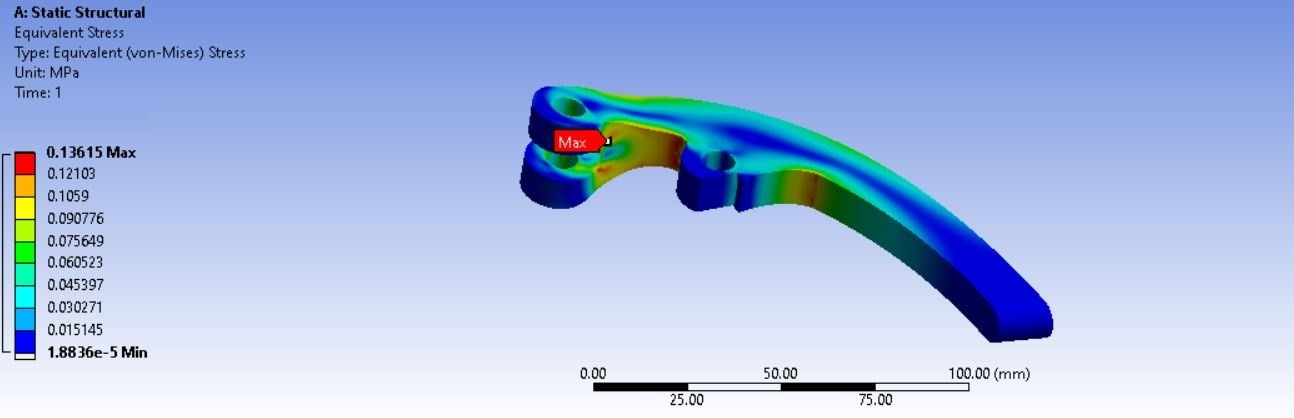 A: Static Structural
Equivalent Stress
Type: Equivalent (von-Mises) Stress
Unit: MPa
Time: 1
0.13615 Max
0.12103
0.1059
0.090776
0.075649
0.060523
0.045397
0.030271
0.015145
1.8836e-5 Min
Max
0.00 50.00 100.00 (mm)
25.00 75.00